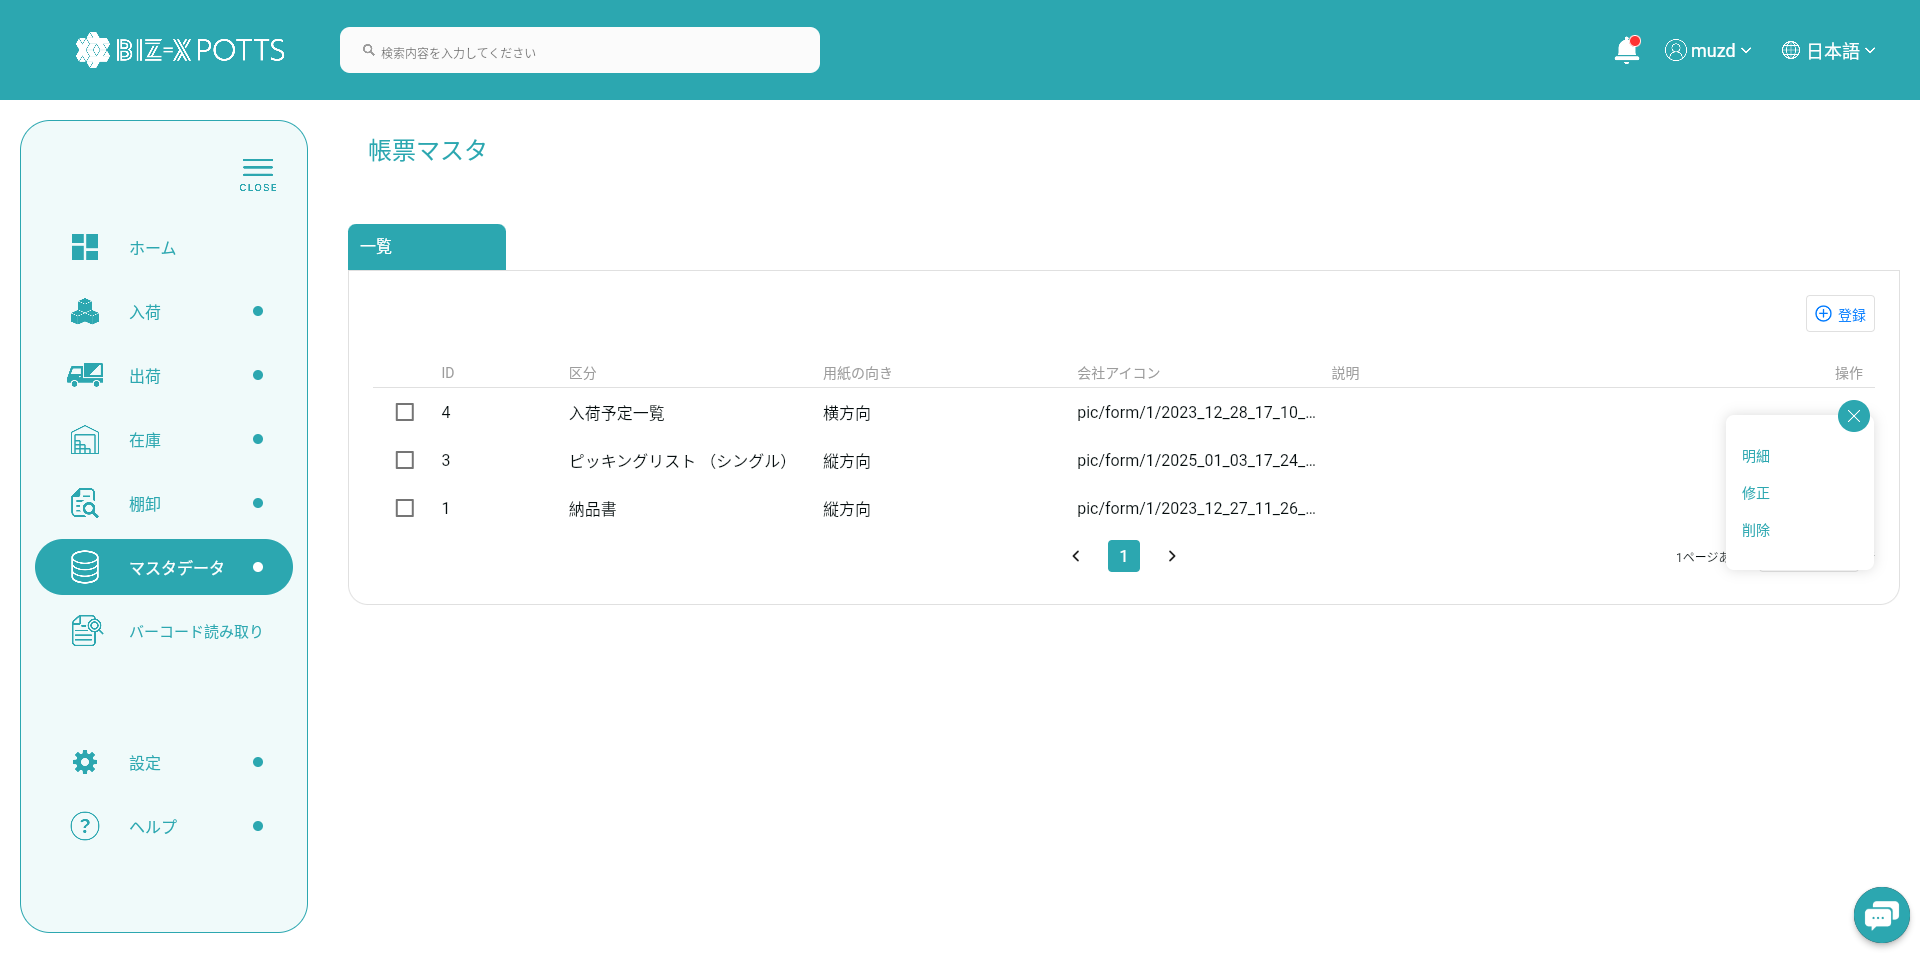 BIZ=X POTTS
検索内容を入力してください
muzd
日本語
CLOSE
ホーム
入荷
出荷
在庫
棚卸
マスタデータ
バーコード読み取り
設定
ヘルプ
帳票マスタ
一覧
登録
ID 区分 用紙の向き 会社アイコン 説明 操作
4 入荷予定一覧 横方向 pic/form/1/2023_12_28_17_10_...
3 ピッキングリスト （シングル） 縦方向 pic/form/1/2025_01_03_17_24_...
1 納品書 縦方向 pic/form/1/2023_12_27_11_26_...
明細
修正
削除
1
1ページあ